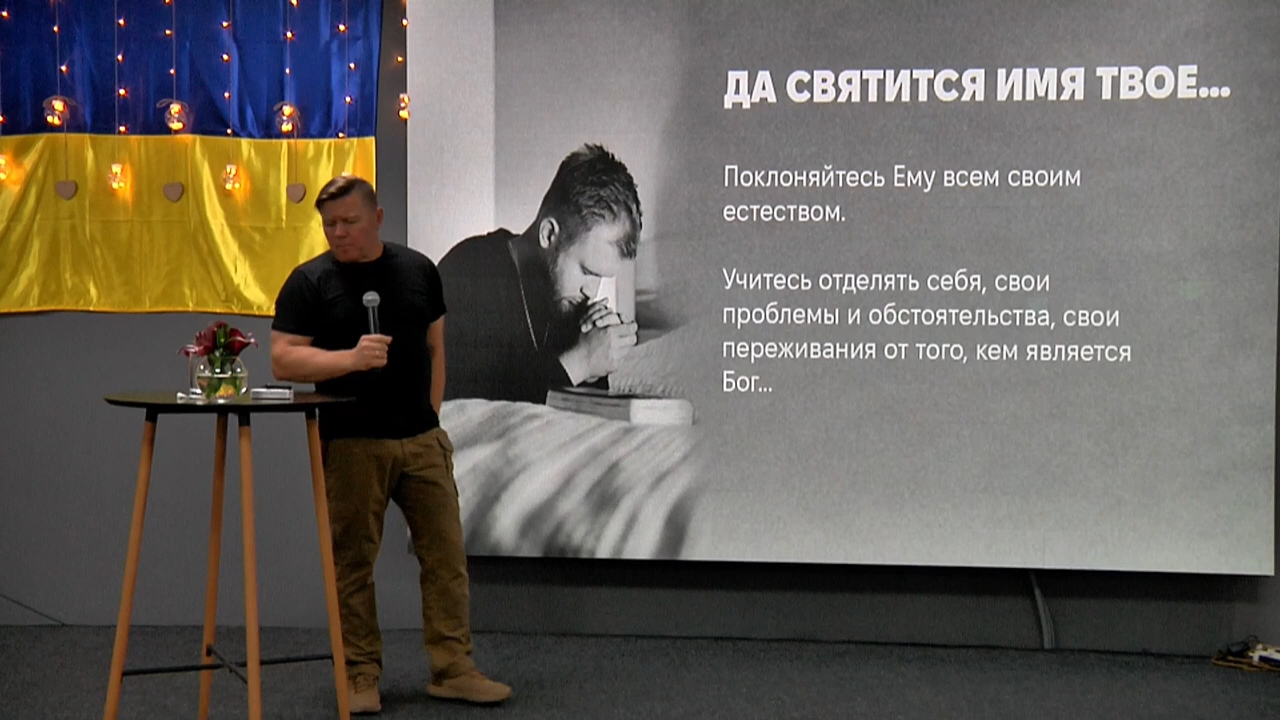 ДА СВЯТИТСЯ ИМЯ ТВОЕ...
Поклоняйтесь Ему всем своим
естеством.
Учитесь отделять себя, свои
проблемы и обстоятельства, свои
переживания от того, кем является
Бог...